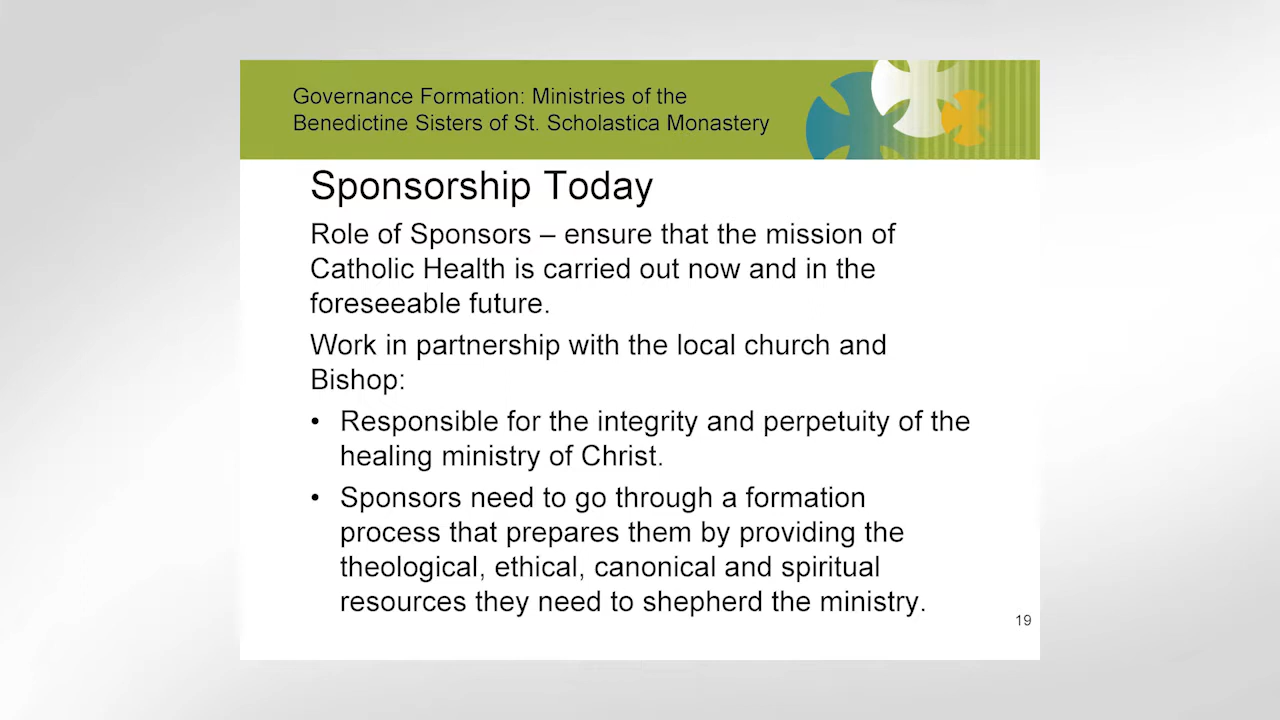 Governance Formation: Ministries of the
Benedictine Sisters of St. Scholastica Monastery
Sponsorship Today
Role of Sponsors – ensure that the mission of
Catholic Health is carried out now and in the
foreseeable future.
Work in partnership with the local church and
Bishop:
• Responsible for the integrity and perpetuity of the
healing ministry of Christ.
• Sponsors need to go through a formation
process that prepares them by providing the
theological, ethical, canonical and spiritual
resources they need to shepherd the ministry.
19